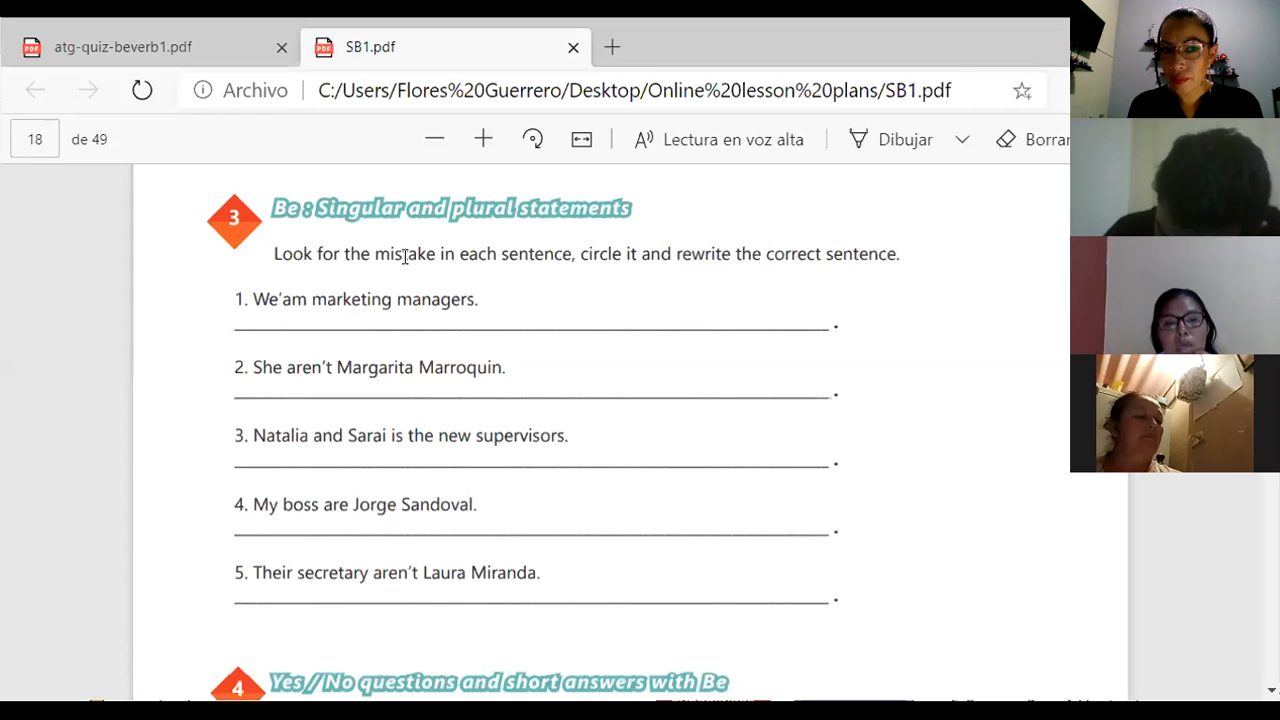 atg-quiz-beverb1.pdf
SB1.pdf
Archivo
C:/Users/Flores%20Guerrero/Desktop/Online%20lesson%20plans/SB1.pdf
18 de 49
Lectura en voz alta
Dibujar
Borrar
3
Be : Singular and plural statements
Look for the mistake in each sentence, circle it and rewrite the correct sentence.
1. We'am marketing managers.
.
2. She aren't Margarita Marroquin.
.
3. Natalia and Sarai is the new supervisors.
.
4. My boss are Jorge Sandoval.
.
5. Their secretary aren't Laura Miranda.
.
4
Yes / No questions and short answers with Be